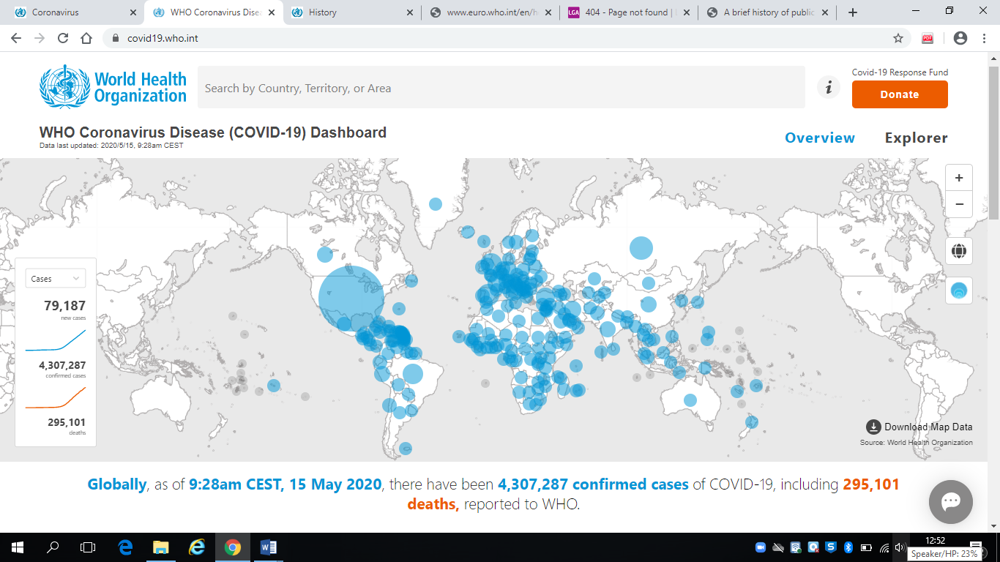 Coronavirus
WHO Coronavirus Disea
History
www.euro.who.int/en/h
LGA
404 - Page not found |
A brief history of public
covid19.who.int
PDF
World Health
Organization
Search by Country, Territory, or Area
i
Covid-19 Response Fund
Donate
WHO Coronavirus Disease (COVID-19) Dashboard
Data last updated: 2020/5/15, 9:28am CEST
Overview
Explorer
+
−
Cases
79,187
new cases
4,307,287
confirmed cases
295,101
deaths
Download Map Data
Source: World Health Organization
Globally, as of 9:28am CEST, 15 May 2020, there have been 4,307,287 confirmed cases of COVID-19, including 295,101
deaths, reported to WHO.
12:52
Speaker/HP: 23%